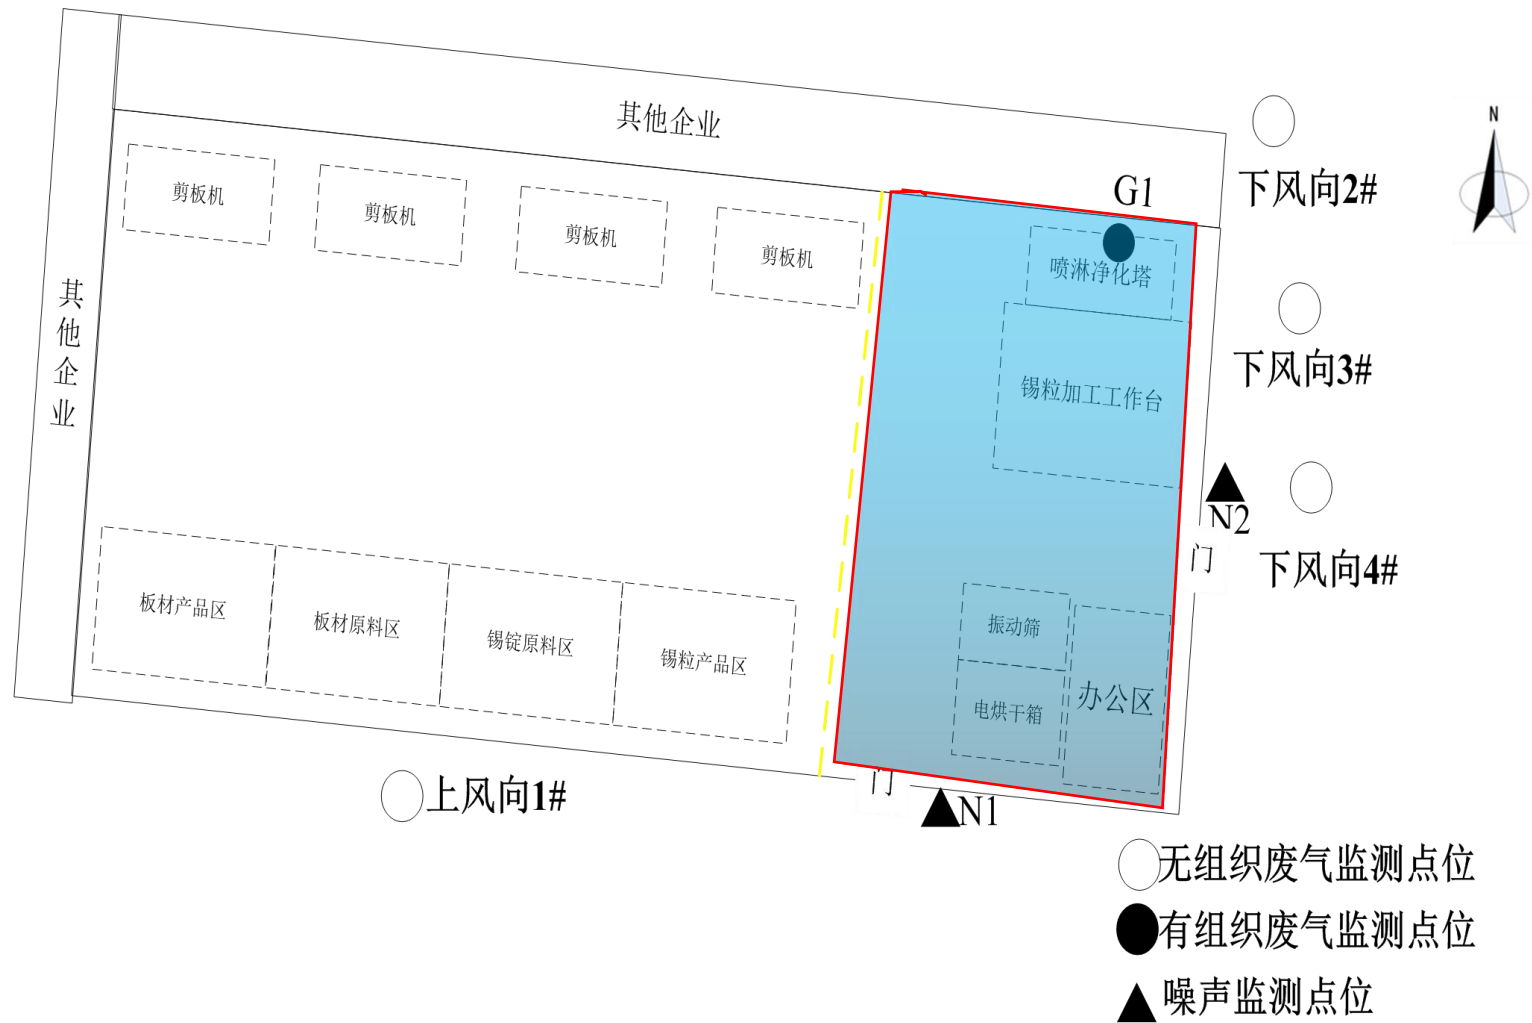 其他企业
N
下风向2#
G1
剪板机
剪板机
剪板机
剪板机
喷淋净化塔
其他企业
下风向3#
锡粒加工工作台
N2
门
下风向4#
板材产品区
板材原料区
锡锭原料区
锡粒产品区
振动筛
电烘干箱
办公区
门
上风向1#
N1
无组织废气监测点位
有组织废气监测点位
噪声监测点位